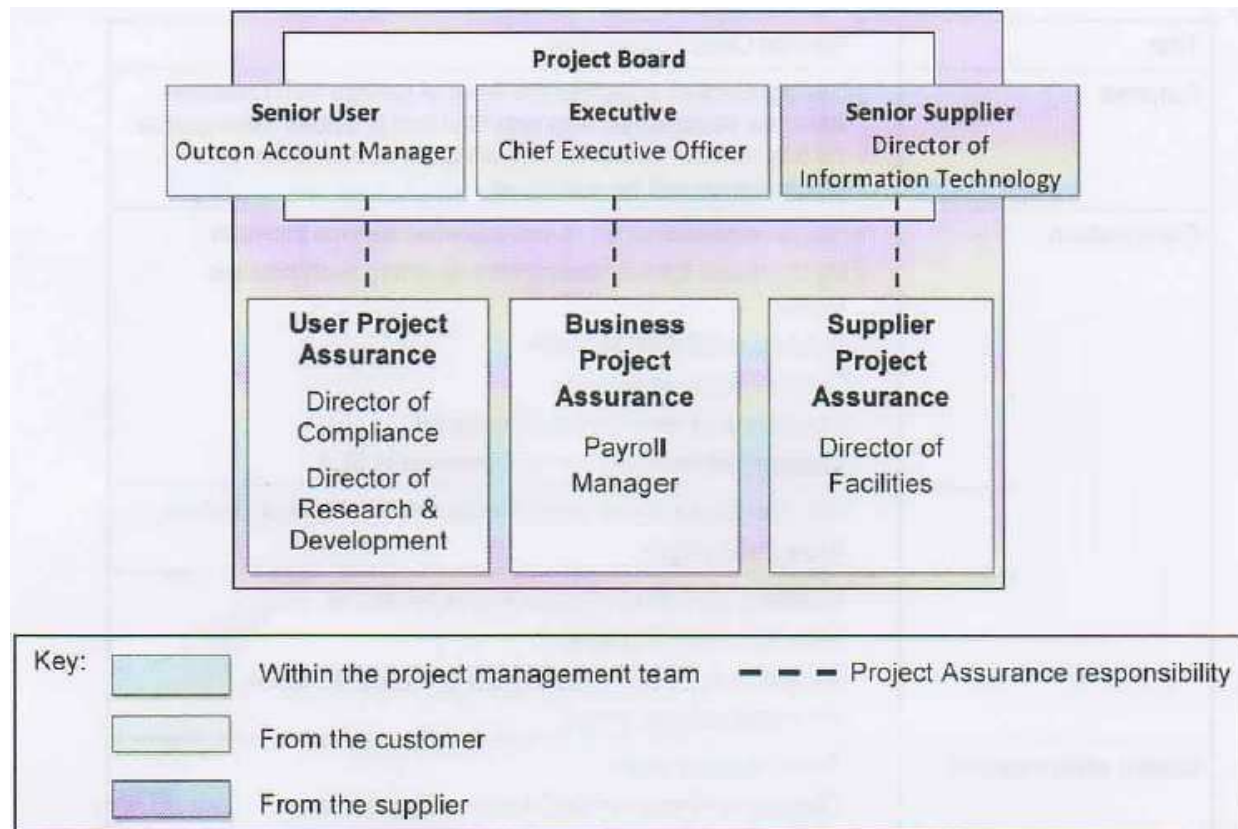 Project Board
Senior User
Outcon Account Manager
Executive
Chief Executive Officer
Senior Supplier
Director of
Information Technology
User Project
Assurance
Director of
Compliance
Director of
Research &
Development
Business
Project
Assurance
Payroll
Manager
Supplier
Project
Assurance
Director of
Facilities
Key:
Within the project management team
Project Assurance responsibility
From the customer
From the supplier